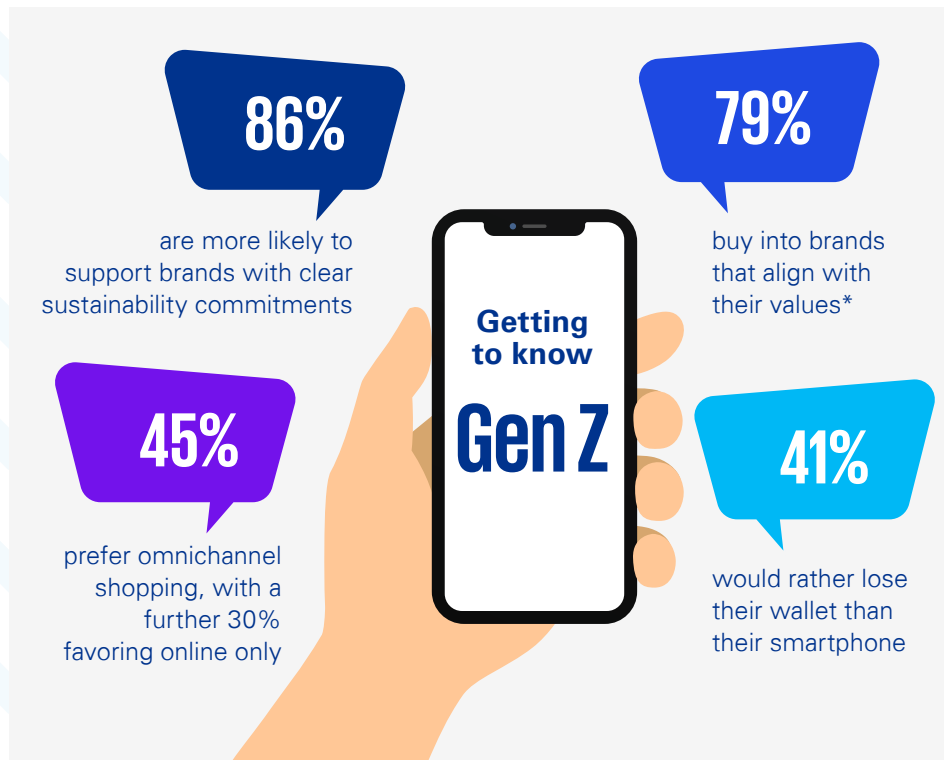 86%
are more likely to
support brands with clear
sustainability commitments
79%
buy into brands
that align with
their values*
Getting
to know
Gen Z
45%
prefer omnichannel
shopping, with a
further 30%
favoring online only
41%
would rather lose
their wallet than
their smartphone